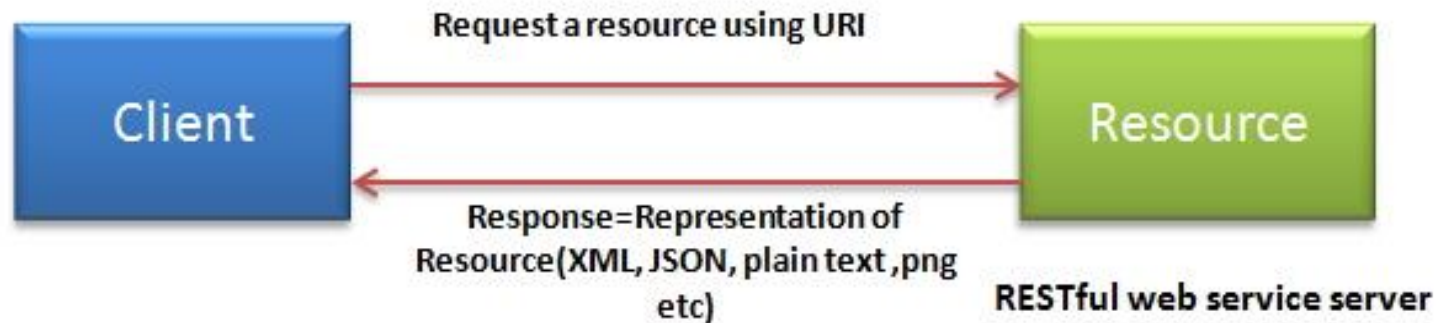 Request a resource using URI
Client
Resource
Response=Representation of
Resource(XML, JSON, plain text ,png
etc)
RESTful web service server